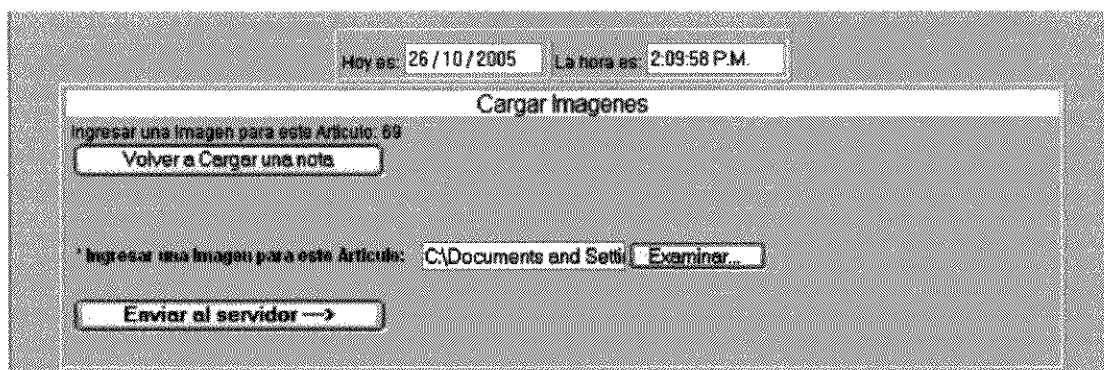 Hoy es: 26 / 10 / 2005 La hora es: 2:09:58 P.M.
Cargar Imagenes
Ingresar una Imagen para este Articulo: 69
Volver a Cargar una nota
* Ingresar una Imagen para este Articulo: C:\Documents and Setti Examinar...
Enviar al servidor --->